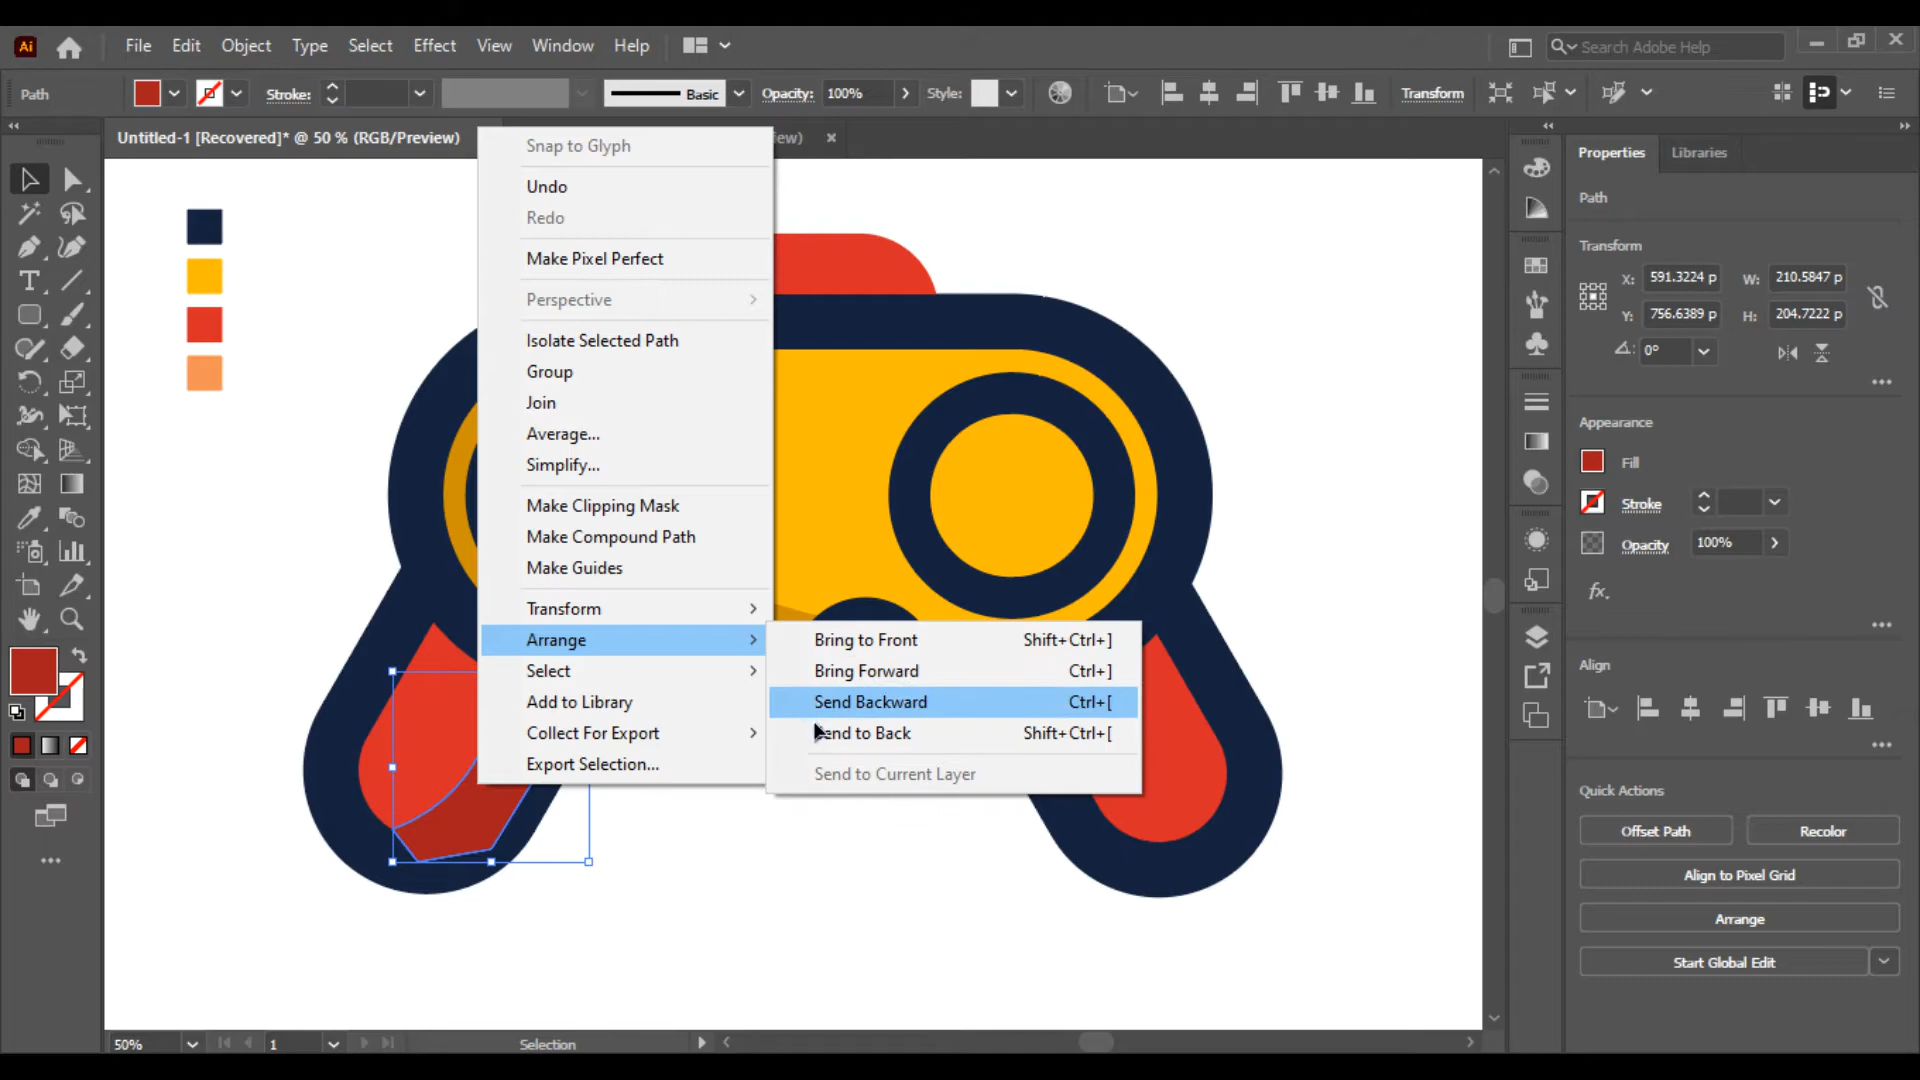 Ai File Edit Object Type Select Effect View Window Help Search Adobe Help
Path Stroke: Basic Opacity: 100% Style: Transform
Untitled-1 [Recovered]* @ 50 % (RGB/Preview) ew)
Snap to Glyph
Undo
Redo
Make Pixel Perfect
Perspective
Isolate Selected Path
Group
Join
Average...
Simplify...
Make Clipping Mask
Make Compound Path
Make Guides
Transform
Arrange
Select
Add to Library
Collect For Export
Export Selection...
Bring to Front Shift+Ctrl+]
Bring Forward Ctrl+]
Send Backward Ctrl+[
Send to Back Shift+Ctrl+[
Send to Current Layer
Properties Libraries
Path
Transform
X: 591.3224 p W: 210.5847 p
Y: 756.6389 p H: 204.7222 p
0°
Appearance
Fill
Stroke
Opacity 100%
fx.
Align
Quick Actions
Offset Path Recolor
Align to Pixel Grid
Arrange
Start Global Edit
50% 1 Selection